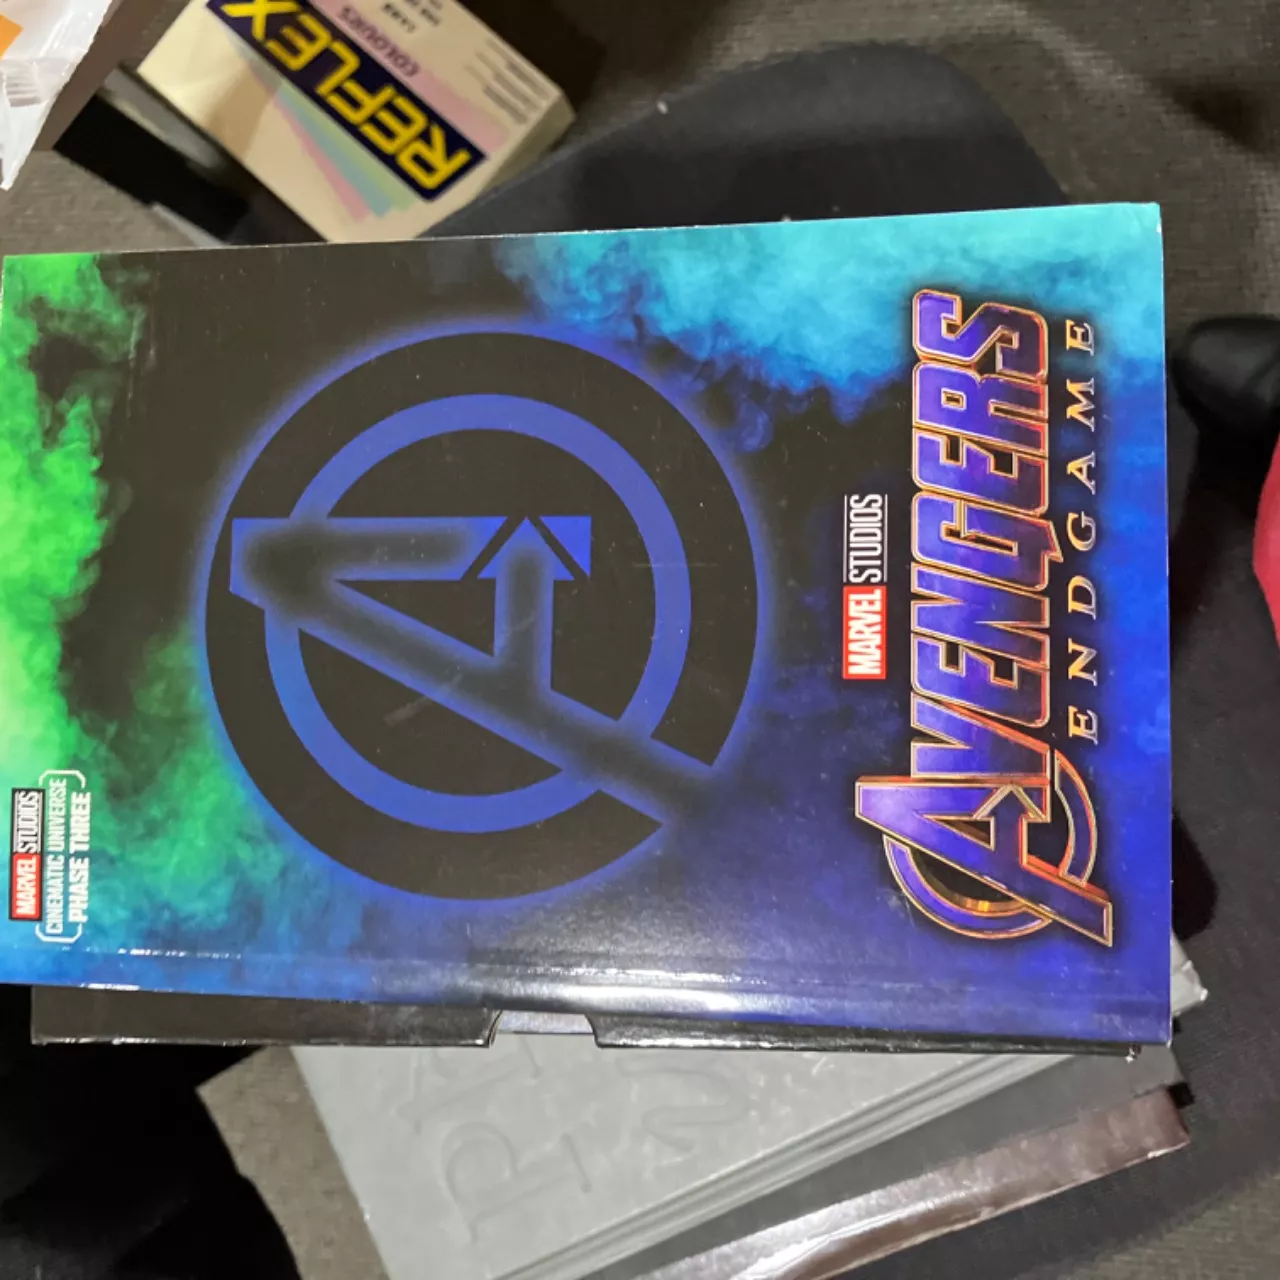 MARVEL STUDIOS
CINEMATIC UNIVERSE
PHASE THREE
MARVEL STUDIOS
AVENGERS
ENDGAME
REFLEX
COLOURS